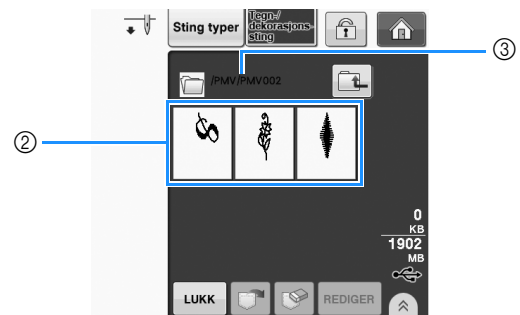 Sting typer
Tegn-/
dekorasjons-
sting
③
/PMV/PMV002
②
0
KB
1902
MB
LUKK
REDIGER